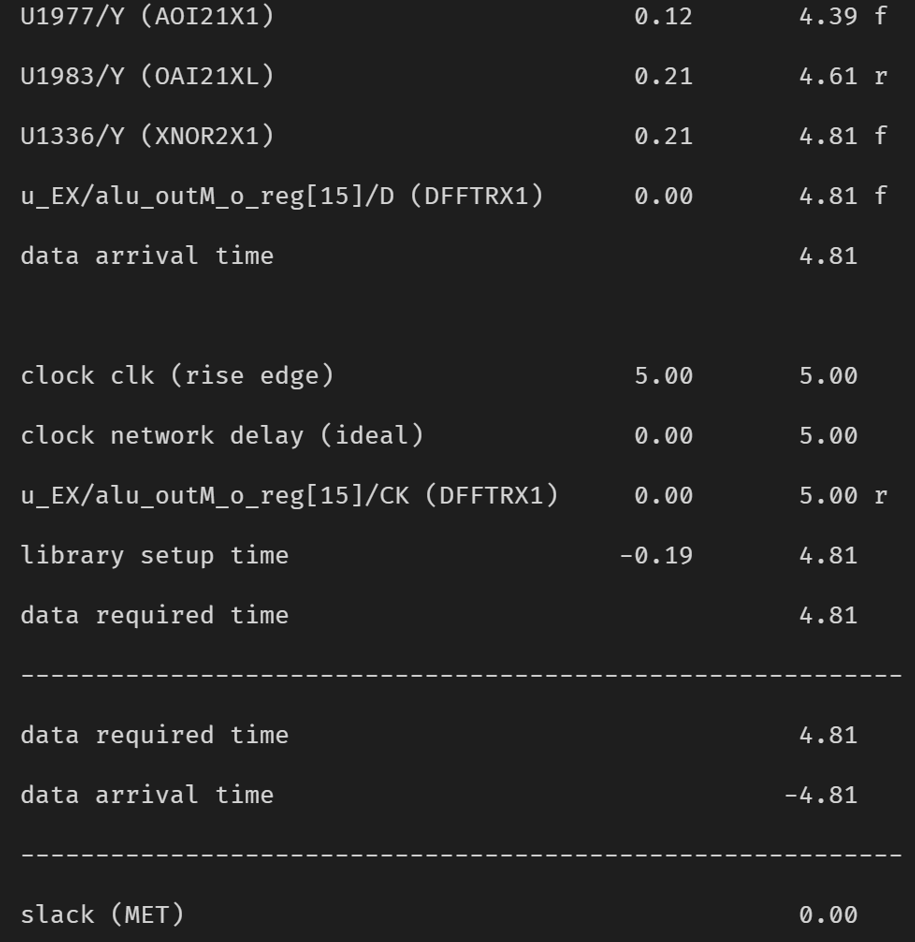 U1977/Y (AOI21X1) 0.12 4.39 f
U1983/Y (OAI21XL) 0.21 4.61 r
U1336/Y (XNOR2X1) 0.21 4.81 f
u_EX/alu_outM_o_reg[15]/D (DFFTRX1) 0.00 4.81 f
data arrival time 4.81
clock clk (rise edge) 5.00 5.00
clock network delay (ideal) 0.00 5.00
u_EX/alu_outM_o_reg[15]/CK (DFFTRX1) 0.00 5.00 r
library setup time -0.19 4.81
data required time 4.81
-----------------------------------------------------------
data required time 4.81
data arrival time -4.81
-----------------------------------------------------------
slack (MET) 0.00